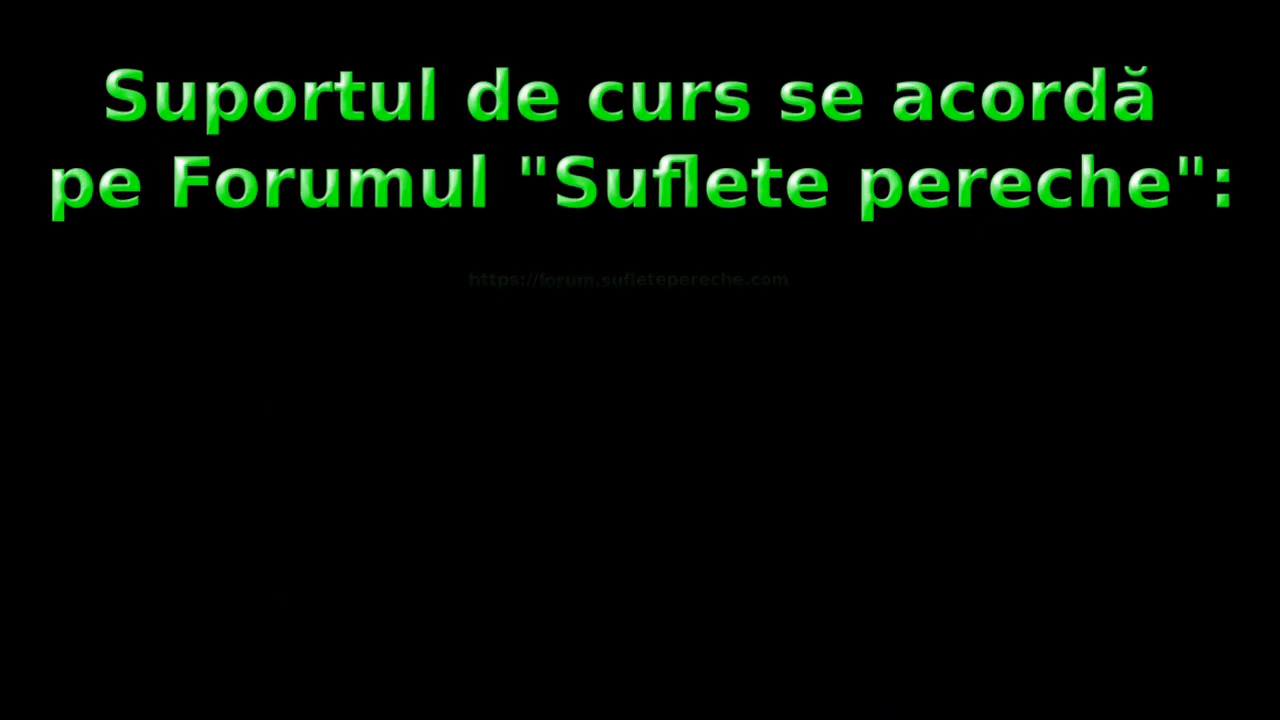 Suportul de curs se acordă
pe Forumul "Suflete pereche":
https://forum.sufletepereche.com